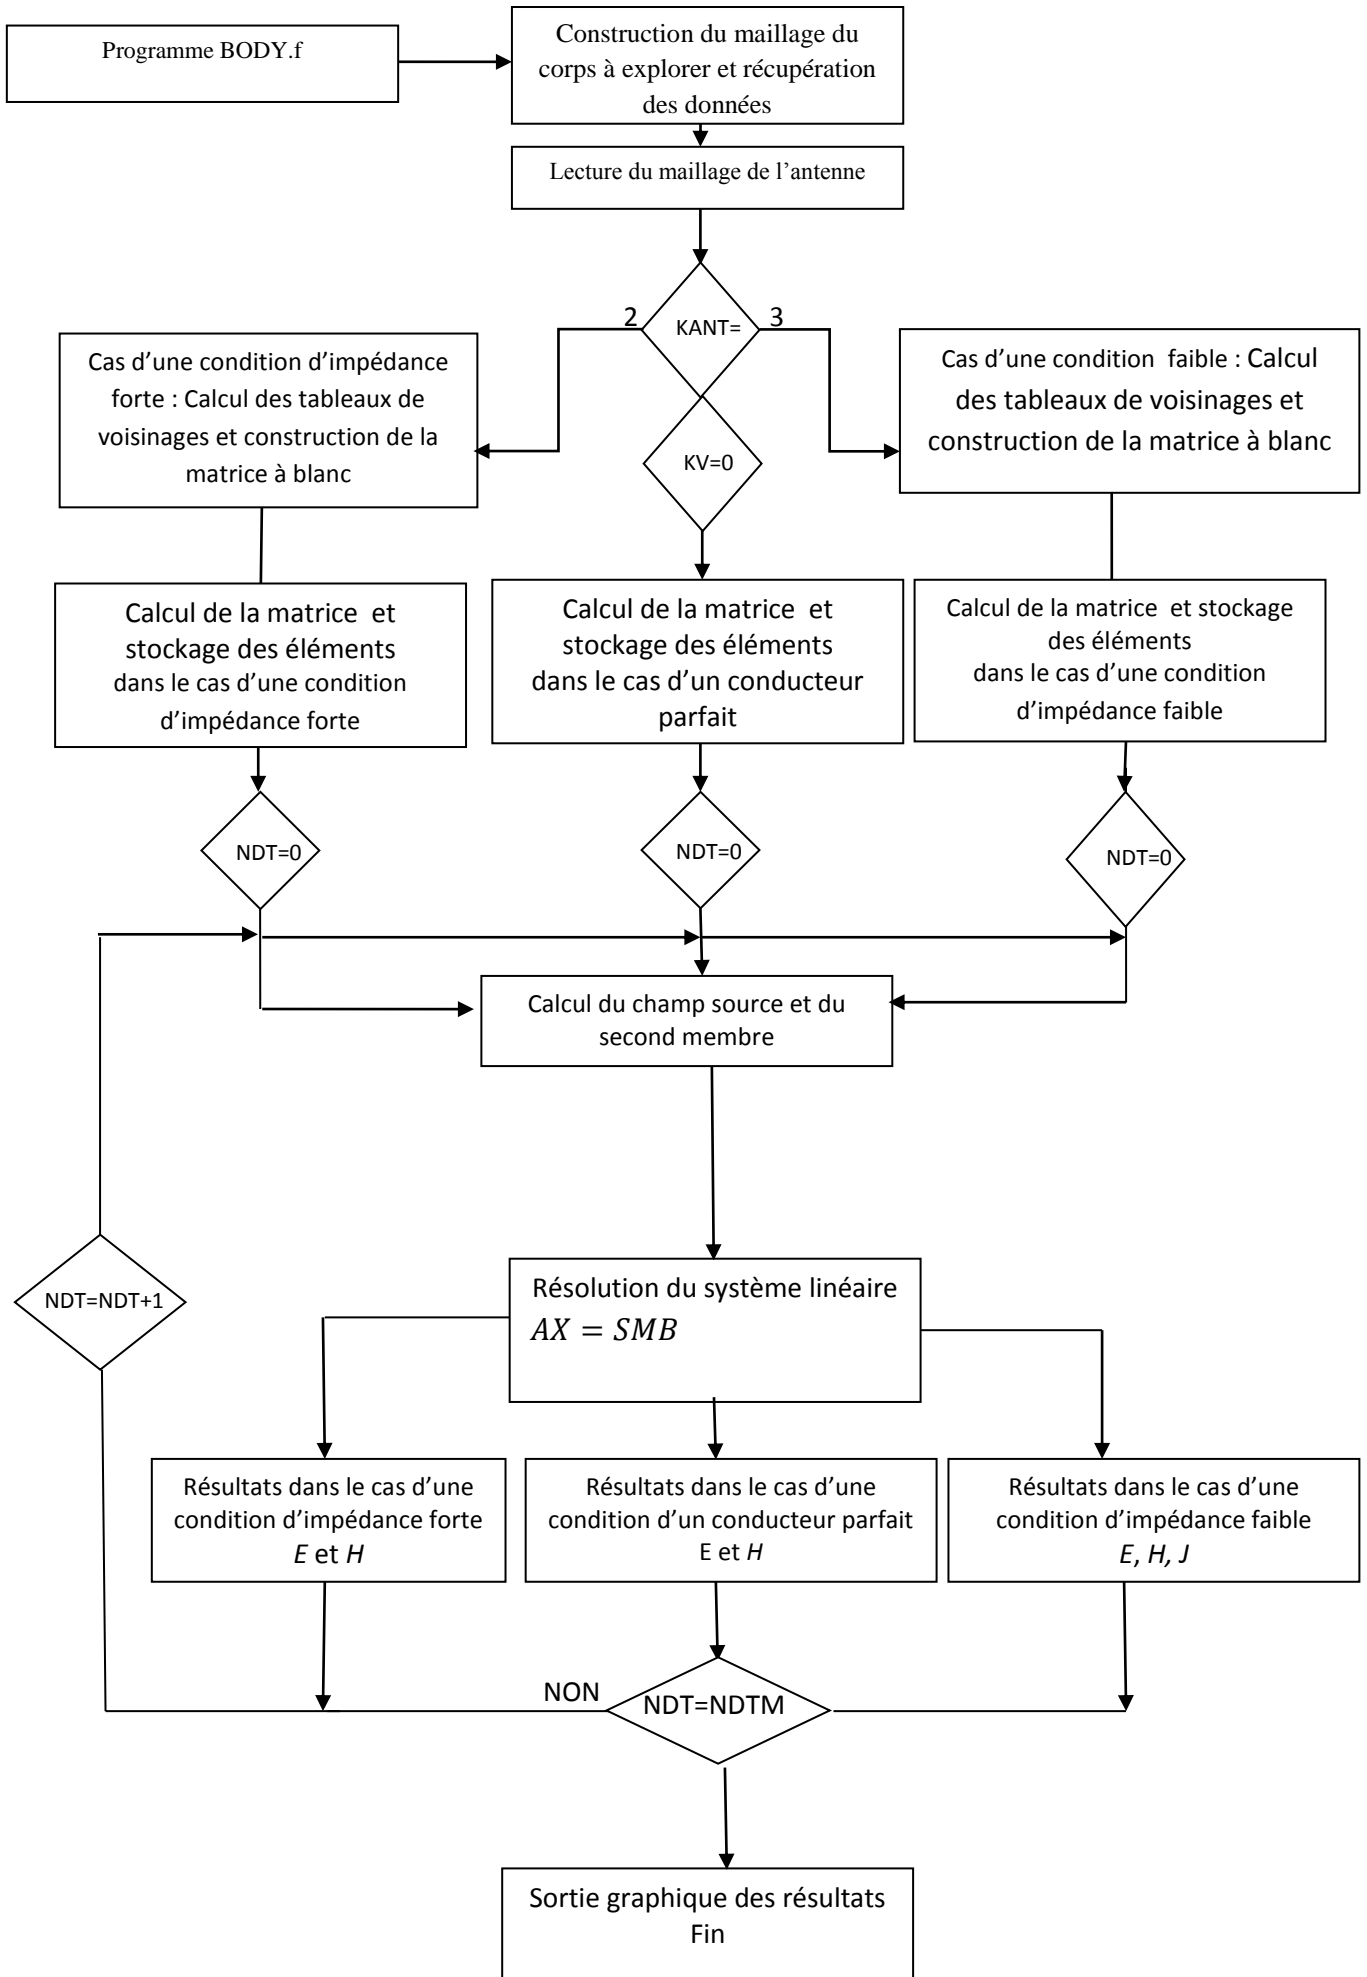 Programme BODY.f
Construction du maillage du
corps à explorer et récupération
des données
Lecture du maillage de l’antenne
2
KANT=
3
Cas d’une condition d’impédance
forte : Calcul des tableaux de
voisinages et construction de la
matrice à blanc
KV=0
Cas d’une condition  faible : Calcul
des tableaux de voisinages et
construction de la matrice à blanc
Calcul de la matrice  et
stockage des éléments
dans le cas d’une condition
d’impédance forte
Calcul de la matrice  et
stockage des éléments
dans le cas d’un conducteur
parfait
Calcul de la matrice  et stockage
des éléments
dans le cas d’une condition
d’impédance faible
NDT=0
NDT=0
NDT=0
Calcul du champ source et du
second membre
NDT=NDT+1
Résolution du système linéaire
AX = SMB
Résultats dans le cas d’une
condition d’impédance forte
E et H
Résultats dans le cas d’une
condition d’un conducteur parfait
E et H
Résultats dans le cas d’une
condition d’impédance faible
E, H, J
NON
NDT=NDTM
Sortie graphique des résultats
Fin